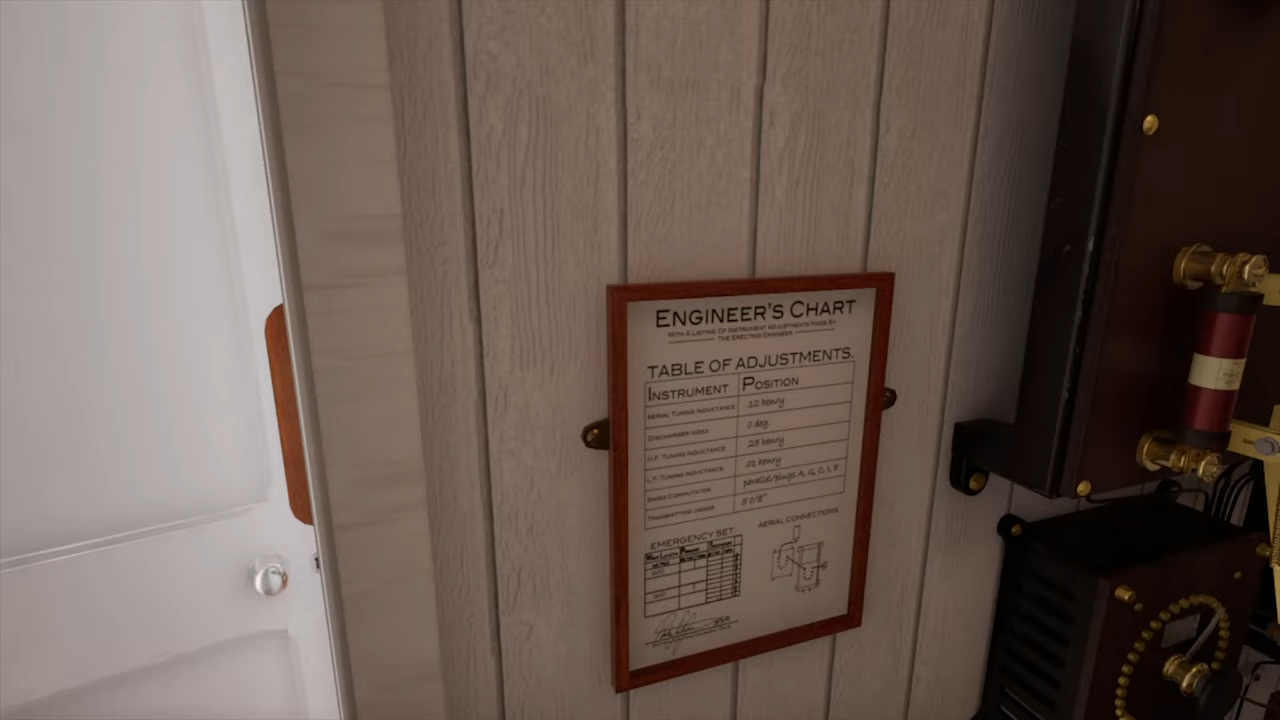 ENGINEER'S CHART
WITH A LISTING OF INSTRUMENT ADJUSTMENTS MADE BY
THE ERECTING ENGINEER
TABLE OF ADJUSTMENTS.
INSTRUMENT POSITION
AERIAL TUNING INDUCTANCE .12 henry
DISCHARGER INDEX 0 deg.
H.F. TUNING INDUCTANCE .25 henry
L.F. TUNING INDUCTANCE .01 henry
SWISS COMMUTATOR parallel/plugs A, G, C, I, E
TRANSMITTING JIGGER 5 0/8"
EMERGENCY SET
AERIAL CONNECTIONS
600